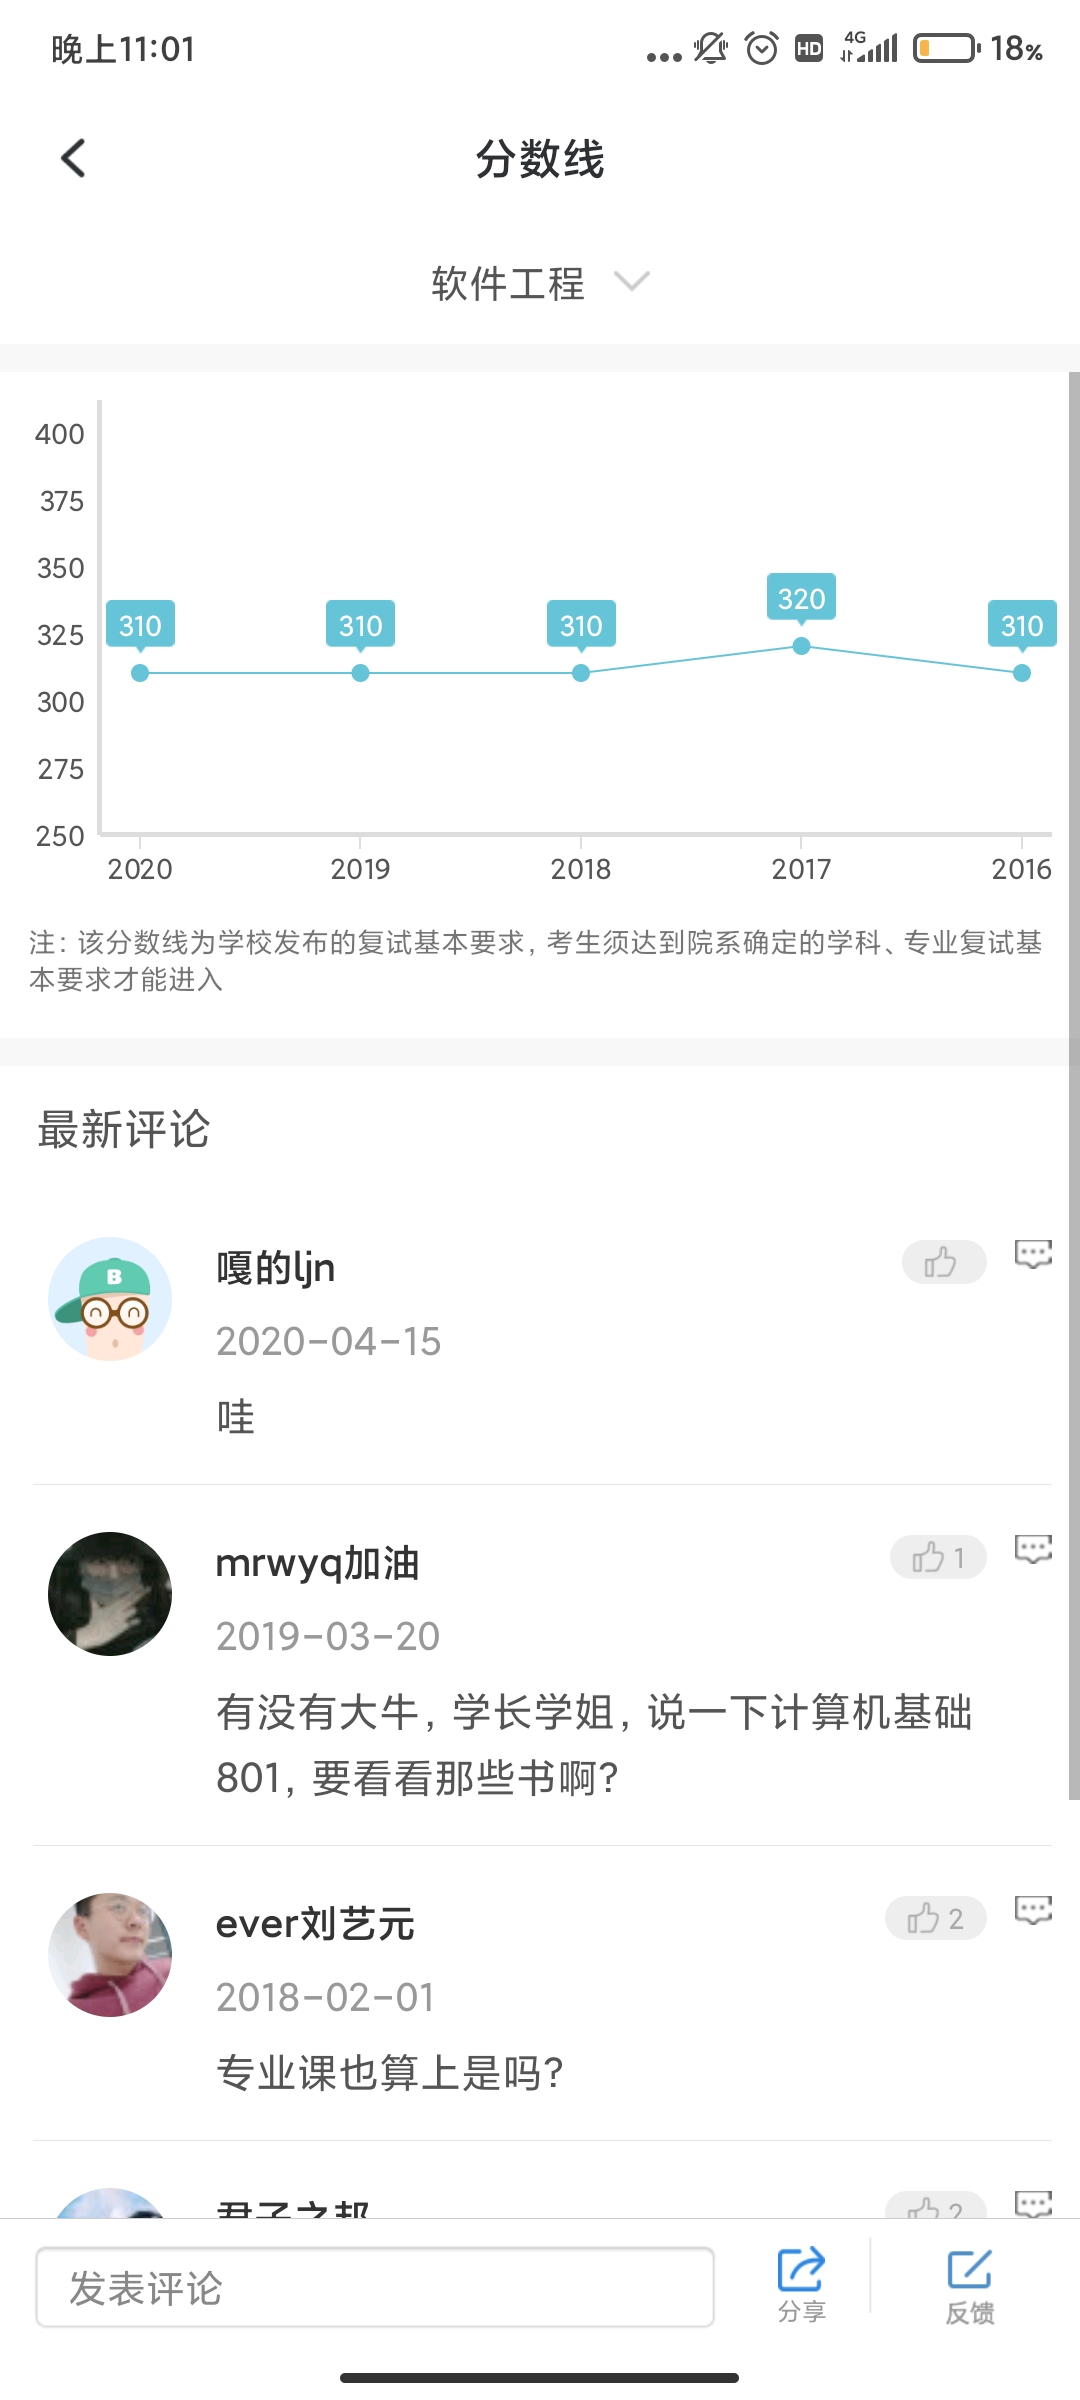 晚上11:01
HD
4G
18%
分数线
软件工程
400
375
350
325
300
275
250
310
310
310
320
310
2020
2019
2018
2017
2016
注: 该分数线为学校发布的复试基本要求, 考生须达到院系确定的学科、专业复试基
本要求才能进入
最新评论
B
嘎的ljn
2020-04-15
哇
mrwyq加油
1
2019-03-20
有没有大牛, 学长学姐, 说一下计算机基础
801, 要看看那些书啊?
ever刘艺元
2
2018-02-01
专业课也算上是吗?
君子之邦
2
发表评论
分享
反馈